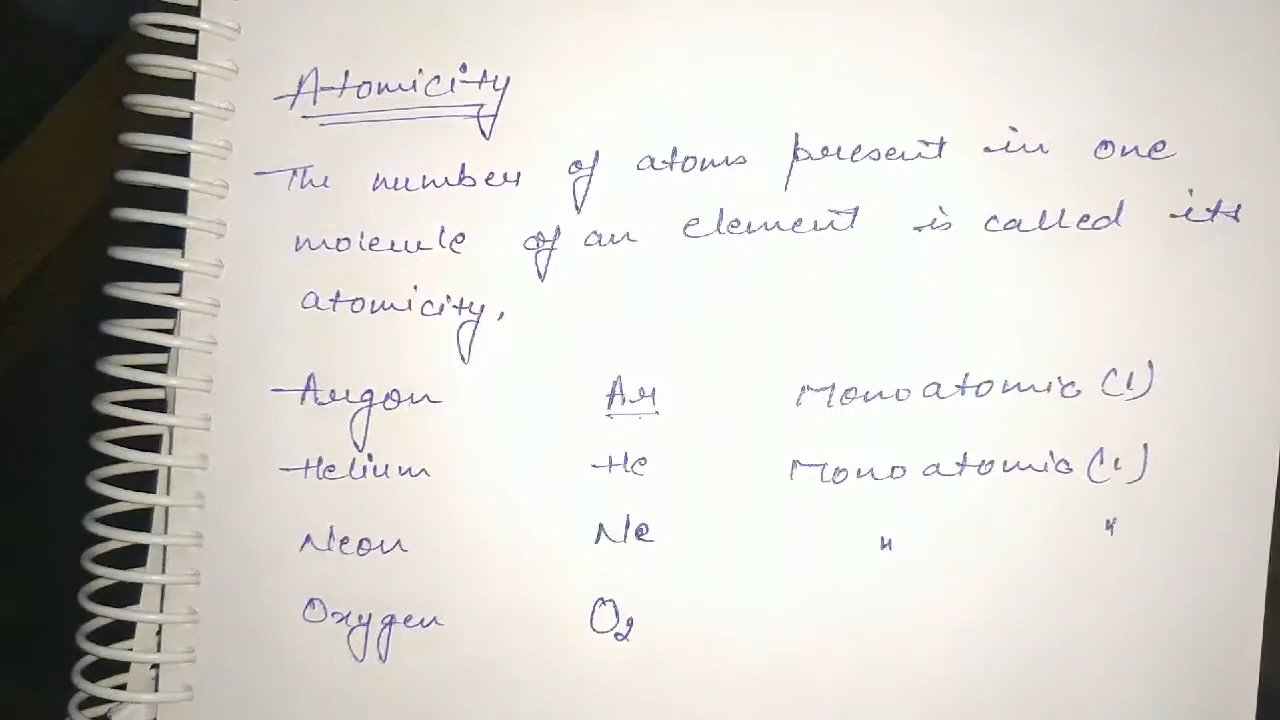 Atomicity
The number of atoms present in one
molecule of an element is called its
atomicity.
Argon Ar Monoatomic (1)
Helium He Monoatomic (1)
Neon Ne " "
Oxygen O₂